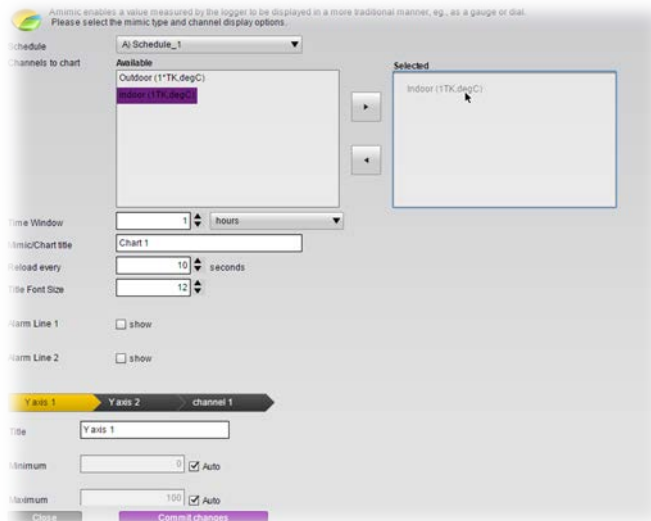 A mimic enables a value measured by the logger to be displayed in a more traditional manner, eg., as a gauge or dial.
Please select the mimic type and channel display options.
Schedule A) Schedule_1
Channels to chart Available Selected
Outdoor (1*TK,degC)
Indoor (1TK,degC) Indoor (1TK,degC)
Time Window 1 hours
Mimic/Chart title Chart 1
Reload every 10 seconds
Title Font Size 12
Alarm Line 1 show
Alarm Line 2 show
Y axis 1 Y axis 2 channel 1
Title Y axis 1
Minimum 0 Auto
Maximum 100 Auto
Close Commit changes